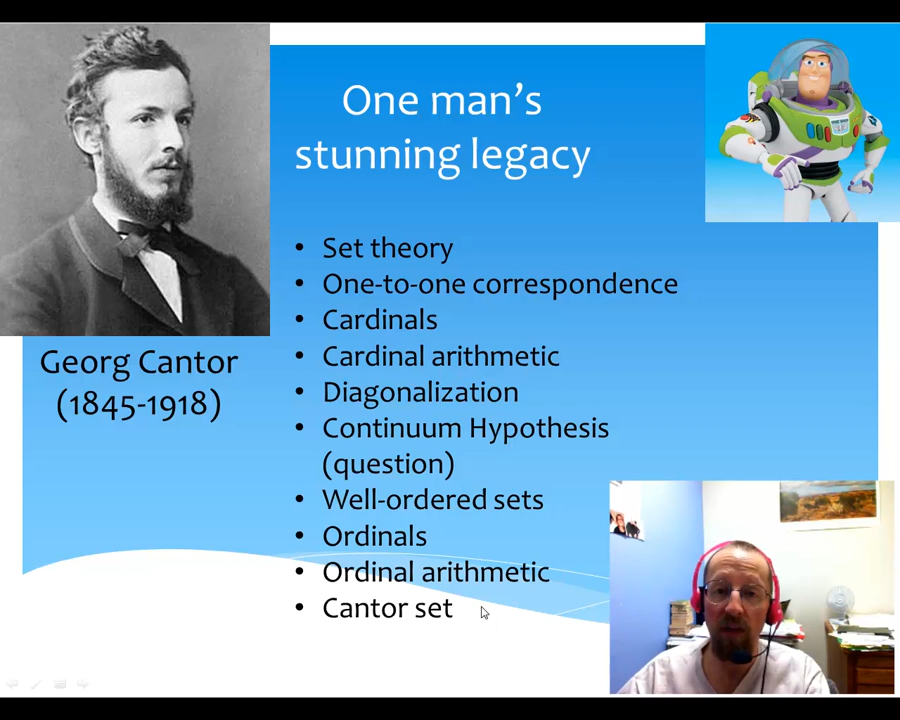 One man's
stunning legacy
Georg Cantor
(1845-1918)
• Set theory
• One-to-one correspondence
• Cardinals
• Cardinal arithmetic
• Diagonalization
• Continuum Hypothesis
(question)
• Well-ordered sets
• Ordinals
• Ordinal arithmetic
• Cantor set